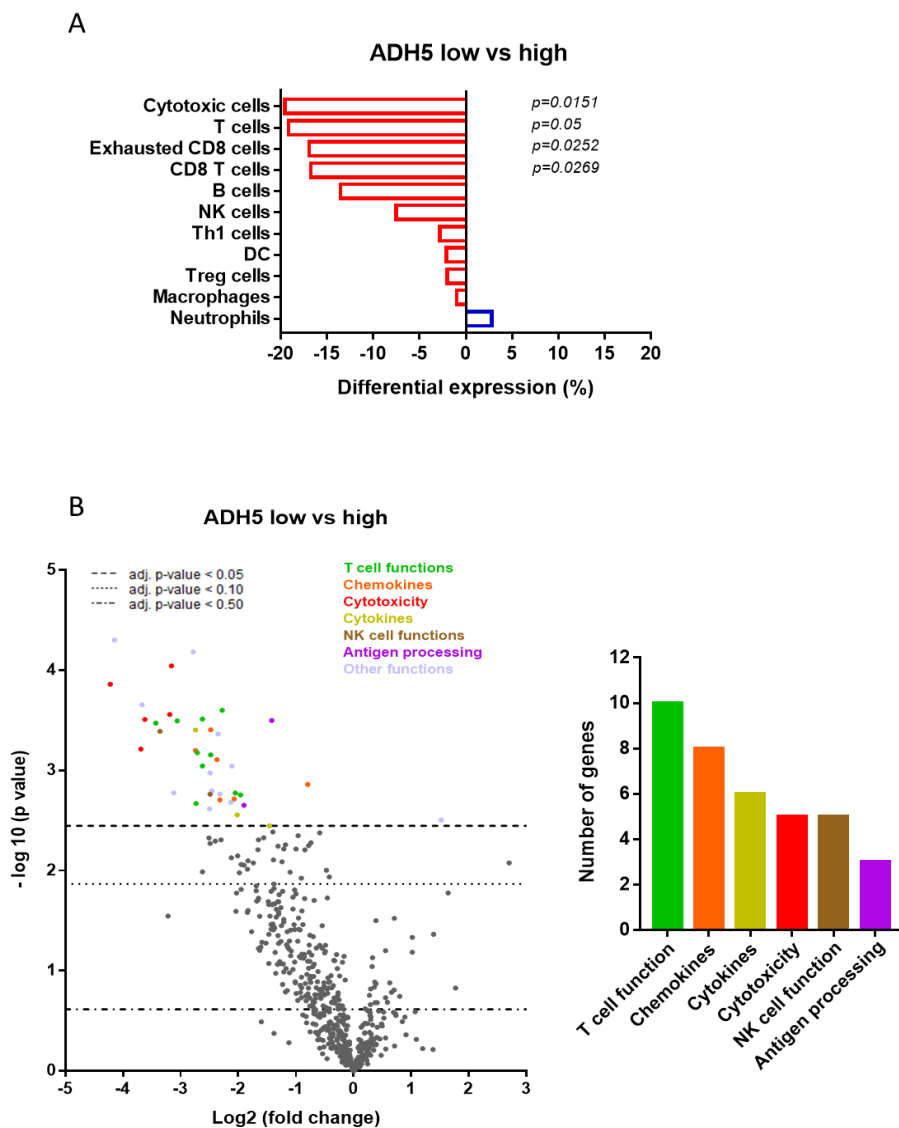 A
ADH5 low vs high
Cytotoxic cells
p=0.0151
T cells
p=0.05
Exhausted CD8 cells
p=0.0252
CD8 T cells
p=0.0269
B cells
NK cells
Th1 cells
DC
Treg cells
Macrophages
Neutrophils
-20 -15 -10 -5 0 5 10 15 20
Differential expression (%)
B
ADH5 low vs high
adj. p-value < 0.05
adj. p-value < 0.10
adj. p-value < 0.50
T cell functions
Chemokines
Cytotoxicity
Cytokines
NK cell functions
Antigen processing
Other functions
5
4
3
2
1
0
- log 10 (p value)
-5 -4 -3 -2 -1 0 1 2 3
Log2 (fold change)
12
10
8
6
4
2
0
Number of genes
T cell function
Chemokines
Cytokines
Cytotoxicity
NK cell function
Antigen processing